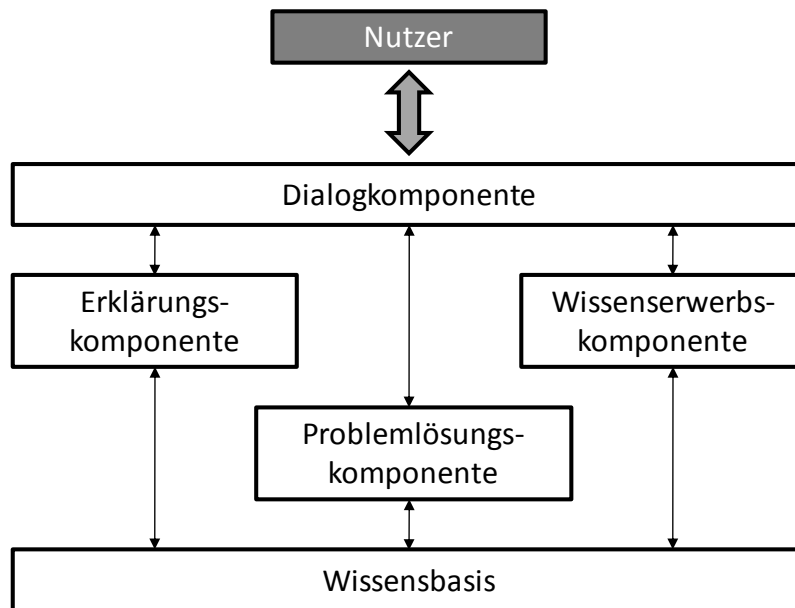 Nutzer
Dialogkomponente
Erklärungs-
komponente
Wissenserwerbs-
komponente
Problemlösungs-
komponente
Wissensbasis